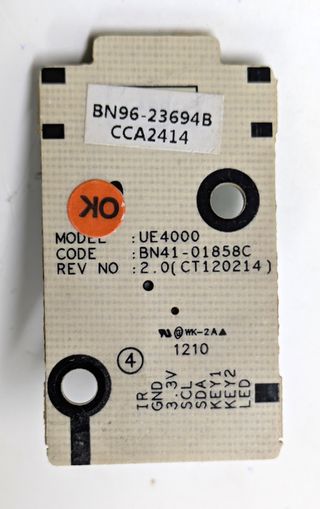 BN96-23694B
CCA2414
OK
MODEL :UE4000
CODE :BN41-01858C
REV NO :2.0(CT120214)
WK-2A
1210
4
IR
GND
3.3V
SCL
SDA
KEY1
KEY2
LED